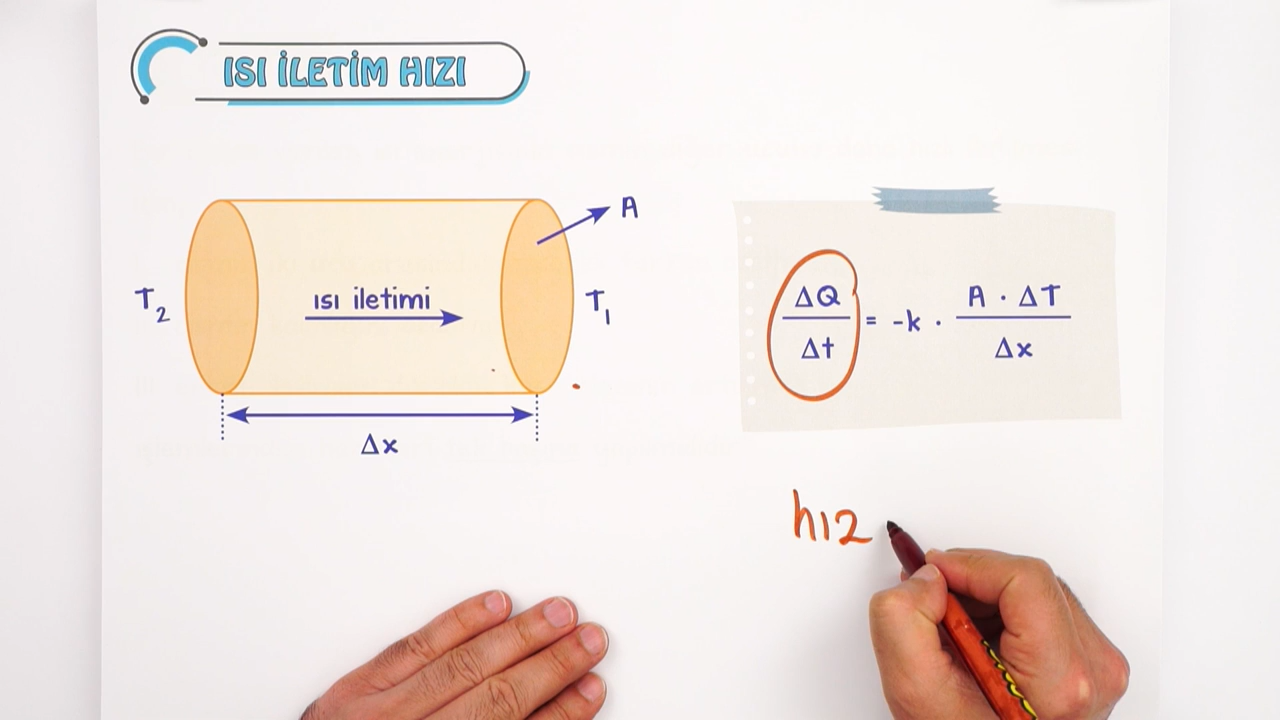 ISI İLETİM HIZI
A
T₂
ısı iletimi
T₁
Δx
ΔQ/Δt = -k · A · ΔT/Δx
hız